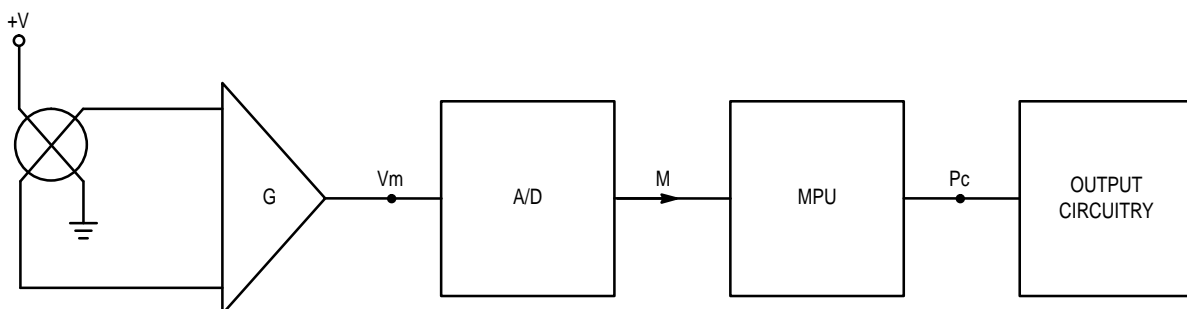 +V
G
Vm
A/D
M
MPU
Pc
OUTPUT
CIRCUITRY